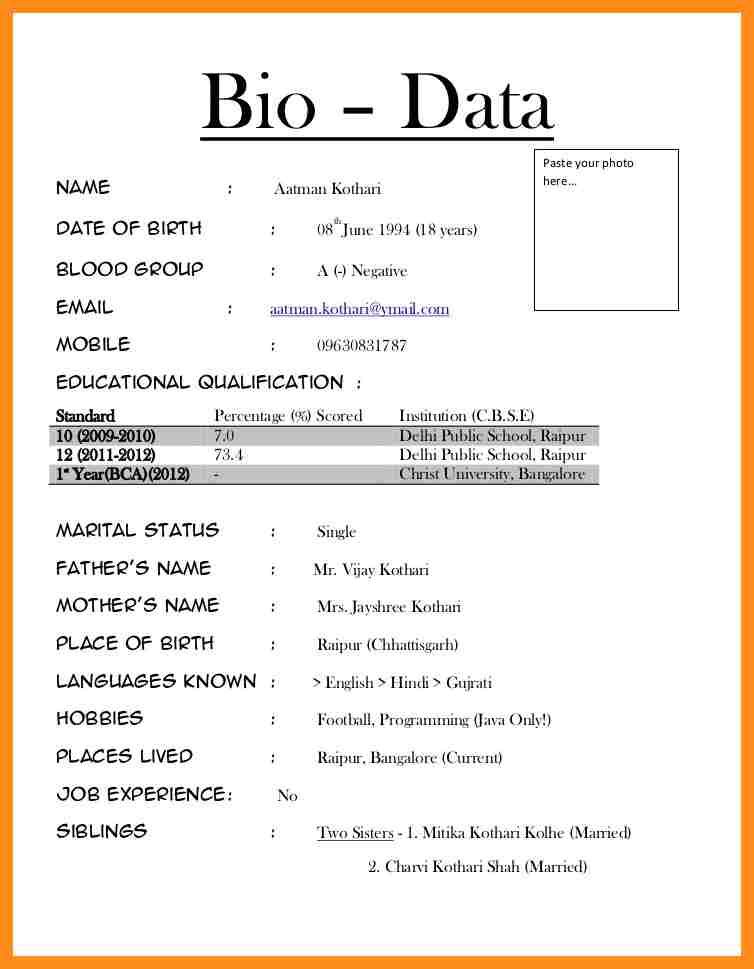 Bio – Data
Paste your photo
here...
NAME : Aatman Kothari
DATE OF BIRTH : 08th June 1994 (18 years)
BLOOD GROUP : A (-) Negative
EMAIL : aatman.kothari@ymail.com
MOBILE : 09630831787
EDUCATIONAL QUALIFICATION :
Standard Percentage (%) Scored Institution (C.B.S.E)
10 (2009-2010) 7.0 Delhi Public School, Raipur
12 (2011-2012) 73.4 Delhi Public School, Raipur
1st Year(BCA)(2012) - Christ University, Bangalore
MARITAL STATUS : Single
FATHER'S NAME : Mr. Vijay Kothari
MOTHER'S NAME : Mrs. Jayshree Kothari
PLACE OF BIRTH : Raipur (Chhattisgarh)
LANGUAGES KNOWN : > English > Hindi > Gujrati
HOBBIES : Football, Programming (Java Only!)
PLACES LIVED : Raipur, Bangalore (Current)
JOB EXPERIENCE: No
SIBLINGS : Two Sisters - 1. Mitika Kothari Kolhe (Married)
2. Charvi Kothari Shah (Married)